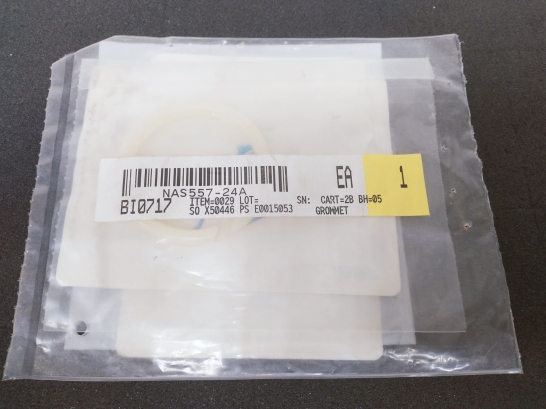 NAS557-24A
EA 1
BI0717 ITEM=0029 LOT= SN: CART=2B BH=05
SO X50446 PS E0015053 GROMMET